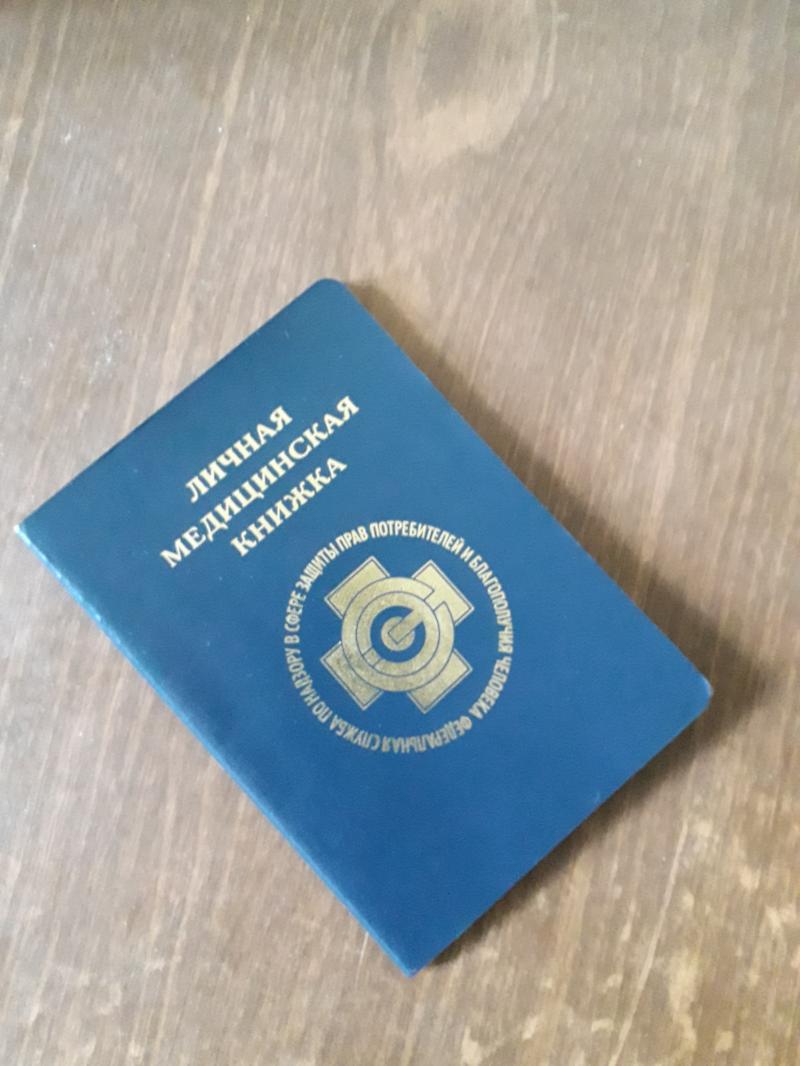 ЛИЧНАЯ
МЕДИЦИНСКАЯ
КНИЖКА
ФЕДЕРАЛЬНАЯ СЛУЖБА ПО НАДЗОРУ В СФЕРЕ ЗАЩИТЫ ПРАВ ПОТРЕБИТЕЛЕЙ И БЛАГОПОЛУЧИЯ ЧЕЛОВЕКА